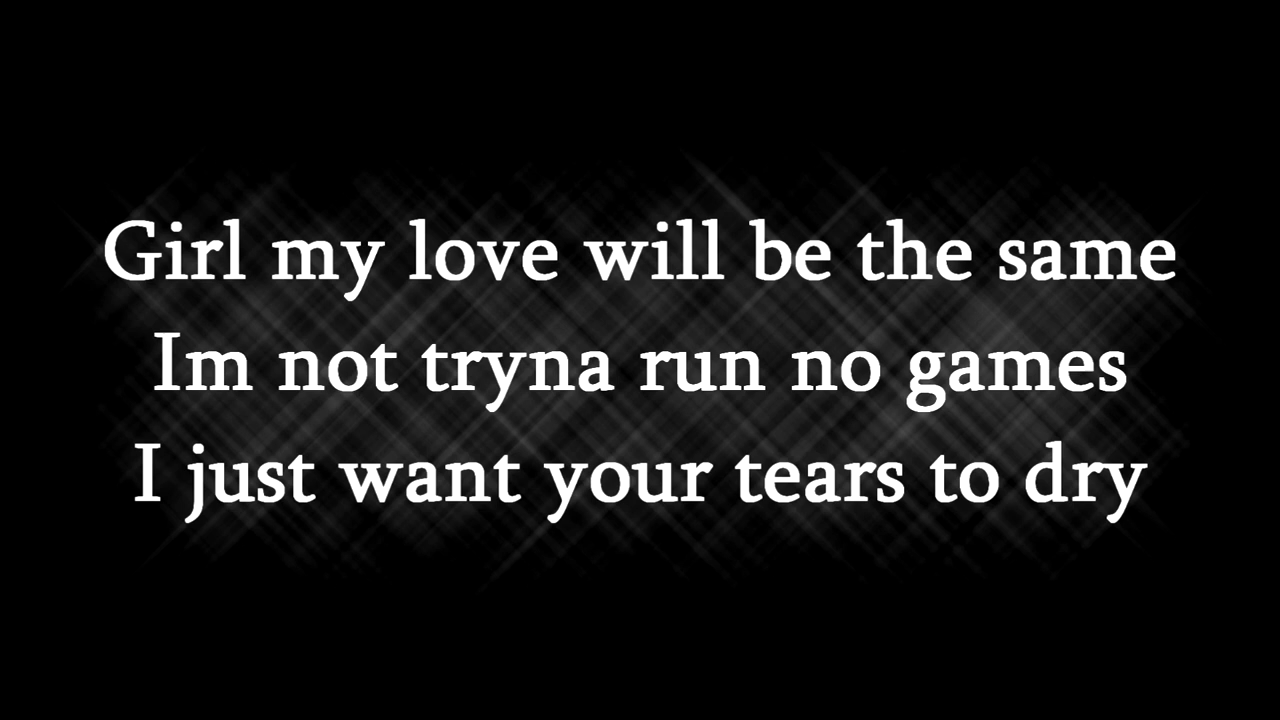 Girl my love will be the same
Im not tryna run no games
I just want your tears to dry